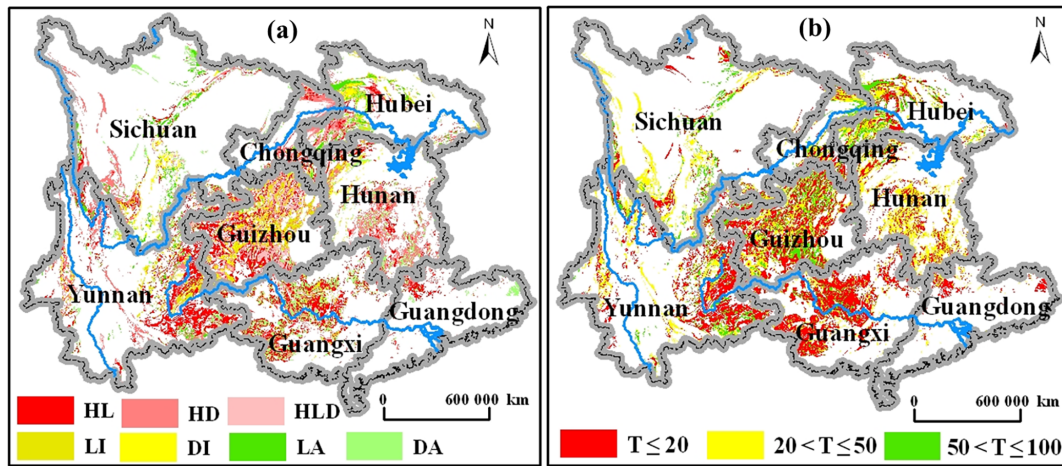 (a)
N
Hubei
Sichuan
Chongqing
Hunan
Guizhou
Yunnan
Guangdong
Guangxi
0 600 000 km
HL HD HLD
LI DI LA DA
(b)
N
Hubei
Sichuan
Chongqing
Hunan
Guizhou
Yunnan
Guangdong
Guangxi
0 600 000 km
T ≤ 20 20 < T ≤ 50 50 < T ≤ 100